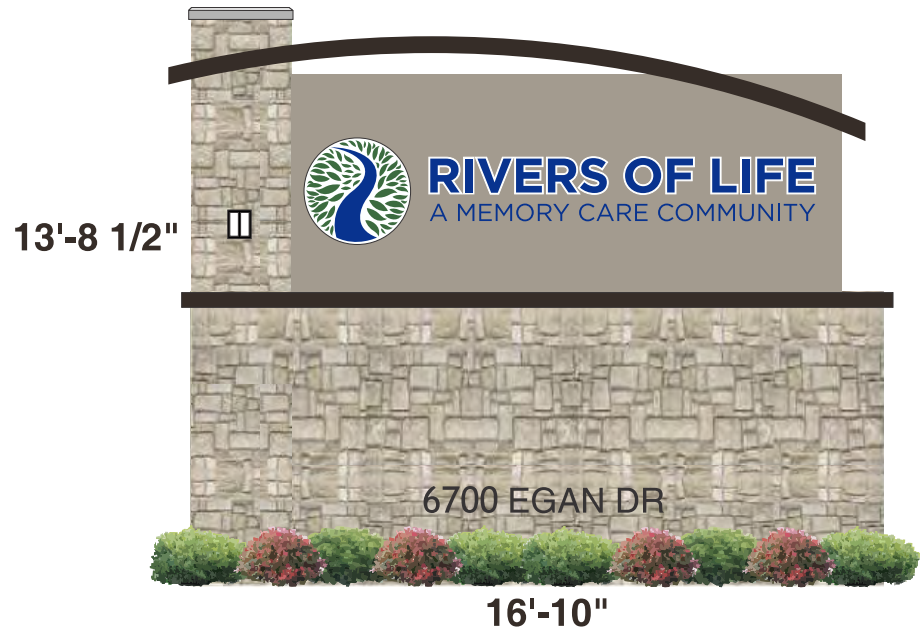 RIVERS OF LIFE
A MEMORY CARE COMMUNITY
13'-8 1/2"
6700 EGAN DR
16'-10"